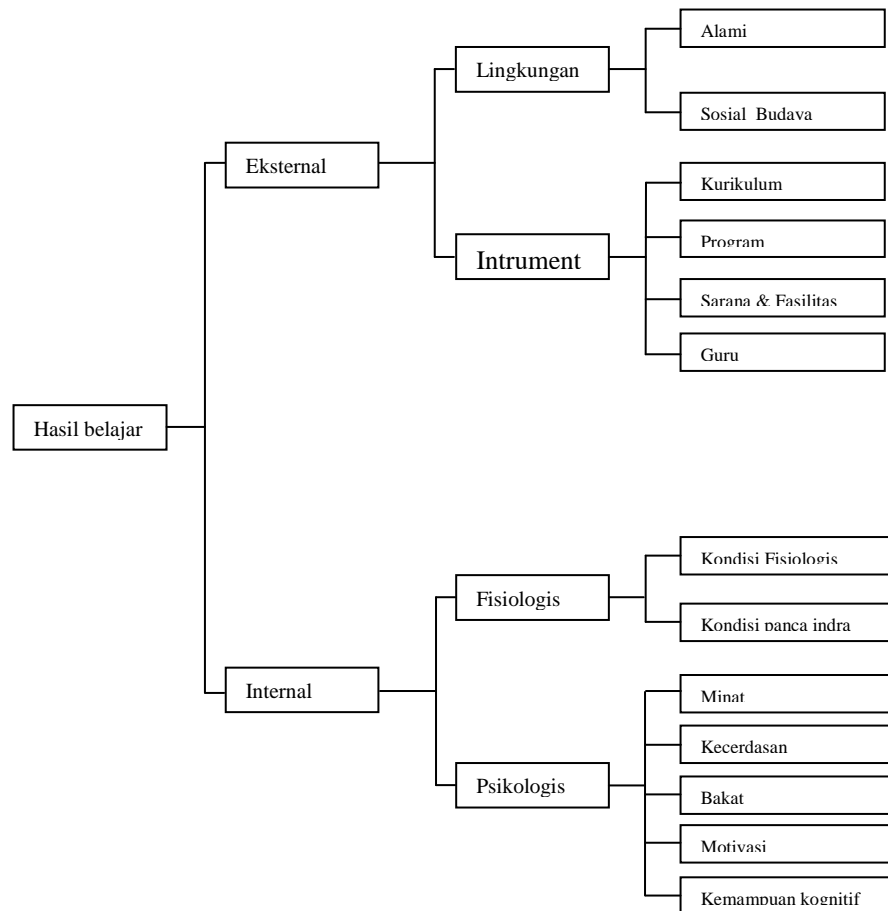 Alami
Lingkungan
Sosial Budaya
Eksternal
Kurikulum
Program
Intrument
Sarana & Fasilitas
Guru
Hasil belajar
Kondisi Fisiologis
Fisiologis
Kondisi panca indra
Internal
Minat
Kecerdasan
Psikologis
Bakat
Motivasi
Kemampuan kognitif